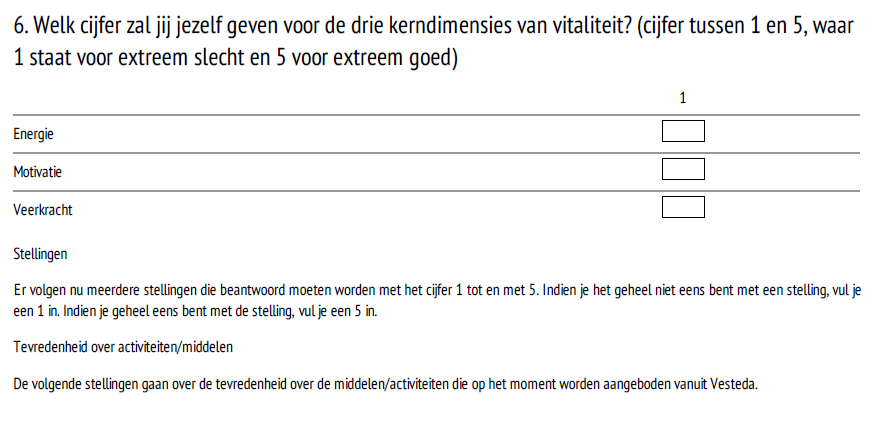 6. Welk cijfer zal jij jezelf geven voor de drie kerndimensies van vitaliteit? (cijfer tussen 1 en 5, waar
1 staat voor extreem slecht en 5 voor extreem goed)
1
Energie
Motivatie
Veerkracht
Stellingen
Er volgen nu meerdere stellingen die beantwoord moeten worden met het cijfer 1 tot en met 5. Indien je het geheel niet eens bent met een stelling, vul je
een 1 in. Indien je geheel eens bent met de stelling, vul je een 5 in.
Tevredenheid over activiteiten/middelen
De volgende stellingen gaan over de tevredenheid over de middelen/activiteiten die op het moment worden aangeboden vanuit Vesteda.